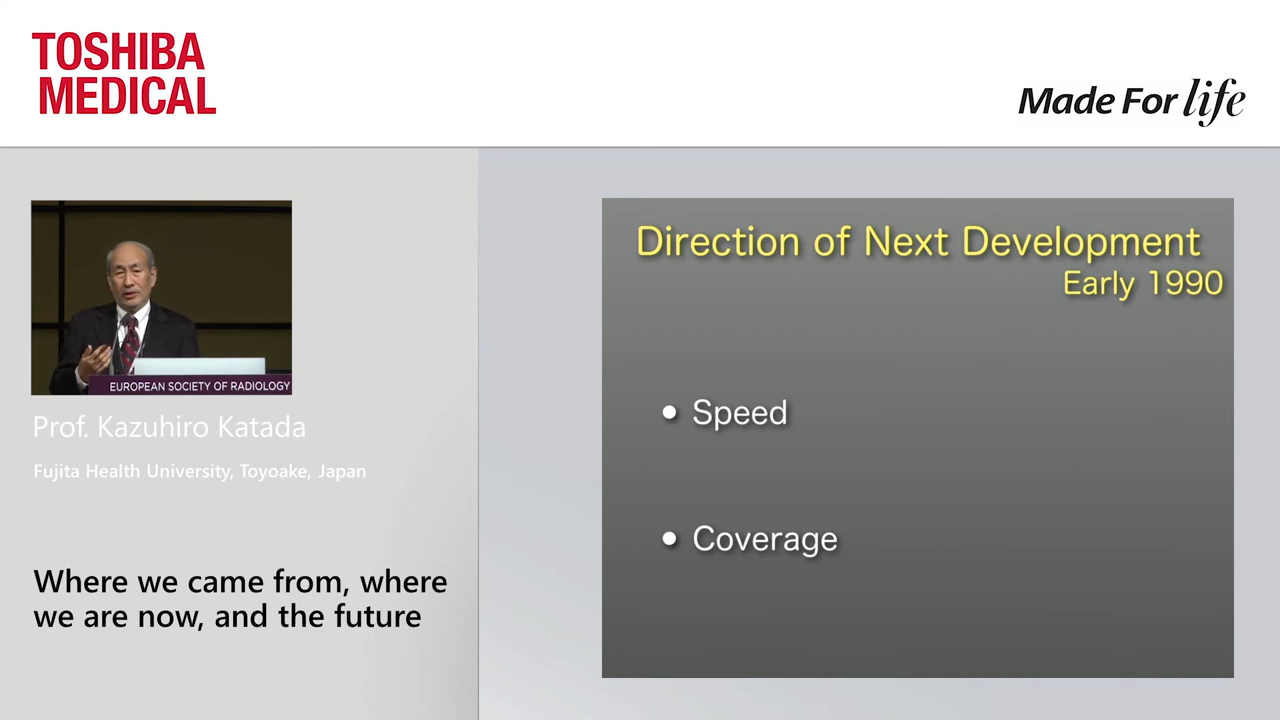 TOSHIBA
MEDICAL
Made For life
EUROPEAN SOCIETY OF RADIOLOGY
Prof. Kazuhiro Katada
Fujita Health University, Toyoake, Japan
Where we came from, where
we are now, and the future
Direction of Next Development
Early 1990
• Speed
• Coverage